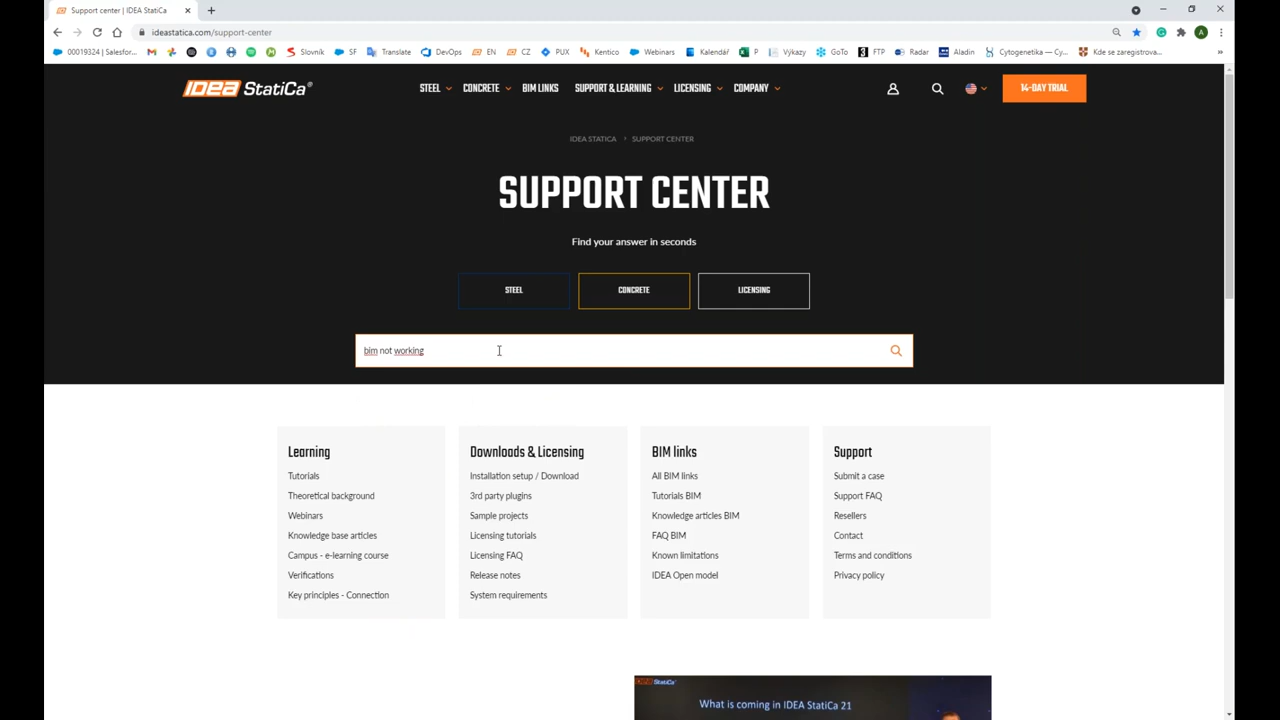 Support center | IDEA StatiCa
ideastatica.com/support-center
00019324 | Salesfor...
Slovník
SF
Translate
DevOps
EN
CZ
PUX
Kentico
Webinars
Kalendář
P
Výkazy
GoTo
FTP
Radar
Aladin
Cytogenetika — Cy...
Kde se zaregistrova...
IDEA StatiCa®
STEEL
CONCRETE
BIM LINKS
SUPPORT & LEARNING
LICENSING
COMPANY
14-DAY TRIAL
IDEA STATICA
SUPPORT CENTER
SUPPORT CENTER
Find your answer in seconds
STEEL
CONCRETE
LICENSING
bim not working
Learning
Tutorials
Theoretical background
Webinars
Knowledge base articles
Campus - e-learning course
Verifications
Key principles - Connection
Downloads & Licensing
Installation setup / Download
3rd party plugins
Sample projects
Licensing tutorials
Licensing FAQ
Release notes
System requirements
BIM links
All BIM links
Tutorials BIM
Knowledge articles BIM
FAQ BIM
Known limitations
IDEA Open model
Support
Submit a case
Support FAQ
Resellers
Contact
Terms and conditions
Privacy policy
IDEA StatiCa®
What is coming in IDEA StatiCa 21